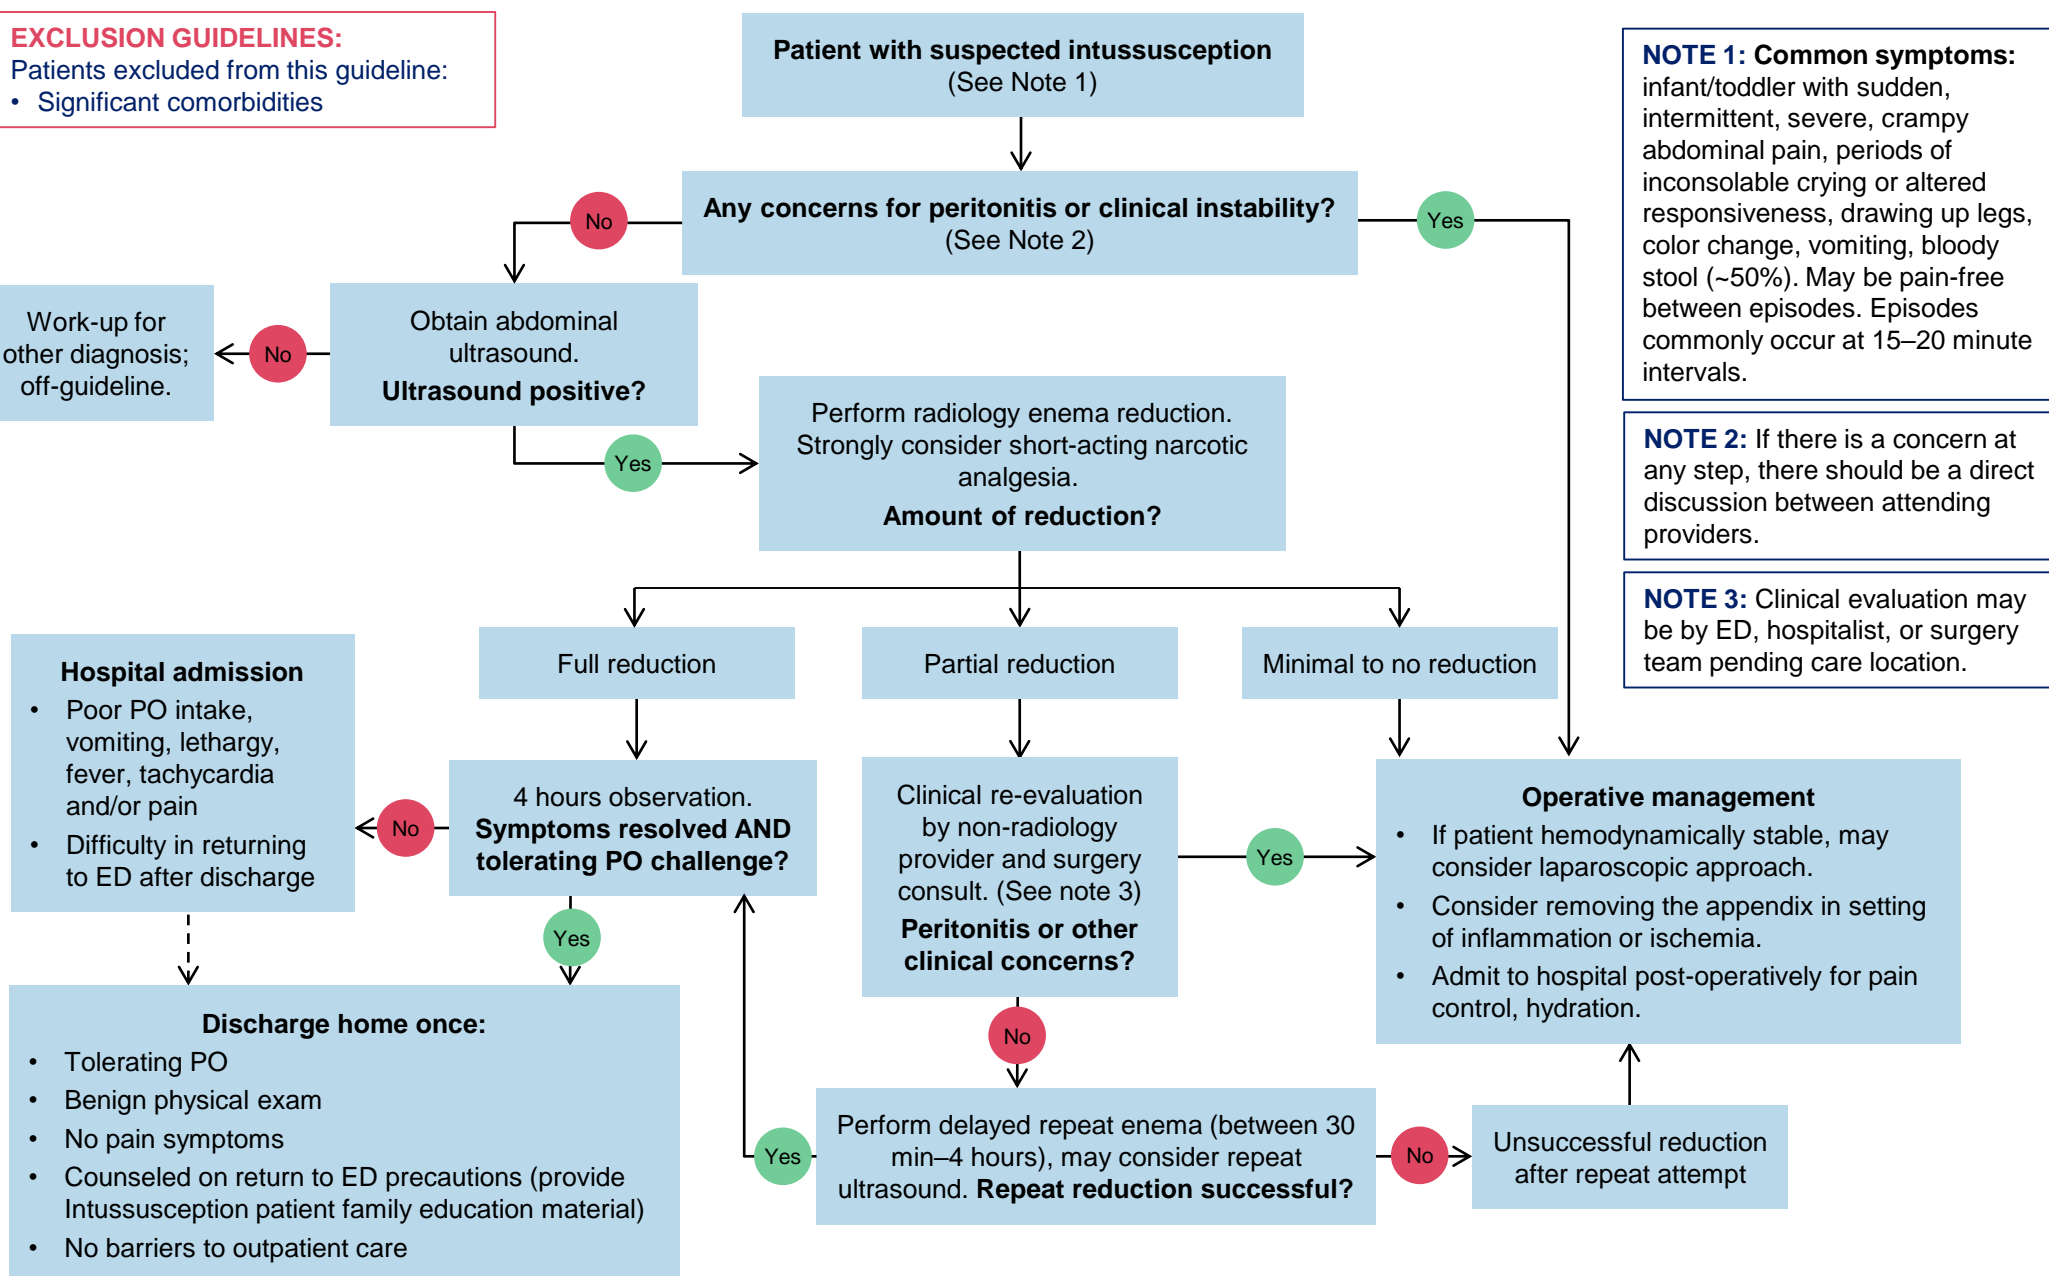 EXCLUSION GUIDELINES:
Patients excluded from this guideline:
• Significant comorbidities
Patient with suspected intussusception
(See Note 1)
NOTE 1: Common symptoms:
infant/toddler with sudden,
intermittent, severe, crampy
abdominal pain, periods of
inconsolable crying or altered
responsiveness, drawing up legs,
color change, vomiting, bloody
stool (~50%). May be pain-free
between episodes. Episodes
commonly occur at 15–20 minute
intervals.
Any concerns for peritonitis or clinical instability?
(See Note 2)
No
Yes
Obtain abdominal
ultrasound.
Ultrasound positive?
No
Work-up for
other diagnosis;
off-guideline.
Yes
Perform radiology enema reduction.
Strongly consider short-acting narcotic
analgesia.
Amount of reduction?
NOTE 2: If there is a concern at
any step, there should be a direct
discussion between attending
providers.
NOTE 3: Clinical evaluation may
be by ED, hospitalist, or surgery
team pending care location.
Full reduction
Partial reduction
Minimal to no reduction
Hospital admission
• Poor PO intake,
vomiting, lethargy,
fever, tachycardia
and/or pain
• Difficulty in returning
to ED after discharge
No
4 hours observation.
Symptoms resolved AND
tolerating PO challenge?
Yes
Clinical re-evaluation
by non-radiology
provider and surgery
consult. (See note 3)
Peritonitis or other
clinical concerns?
Yes
No
Operative management
• If patient hemodynamically stable, may
consider laparoscopic approach.
• Consider removing the appendix in setting
of inflammation or ischemia.
• Admit to hospital post-operatively for pain
control, hydration.
Discharge home once:
• Tolerating PO
• Benign physical exam
• No pain symptoms
• Counseled on return to ED precautions (provide
Intussusception patient family education material)
• No barriers to outpatient care
Yes
Perform delayed repeat enema (between 30
min–4 hours), may consider repeat
ultrasound. Repeat reduction successful?
No
Unsuccessful reduction
after repeat attempt